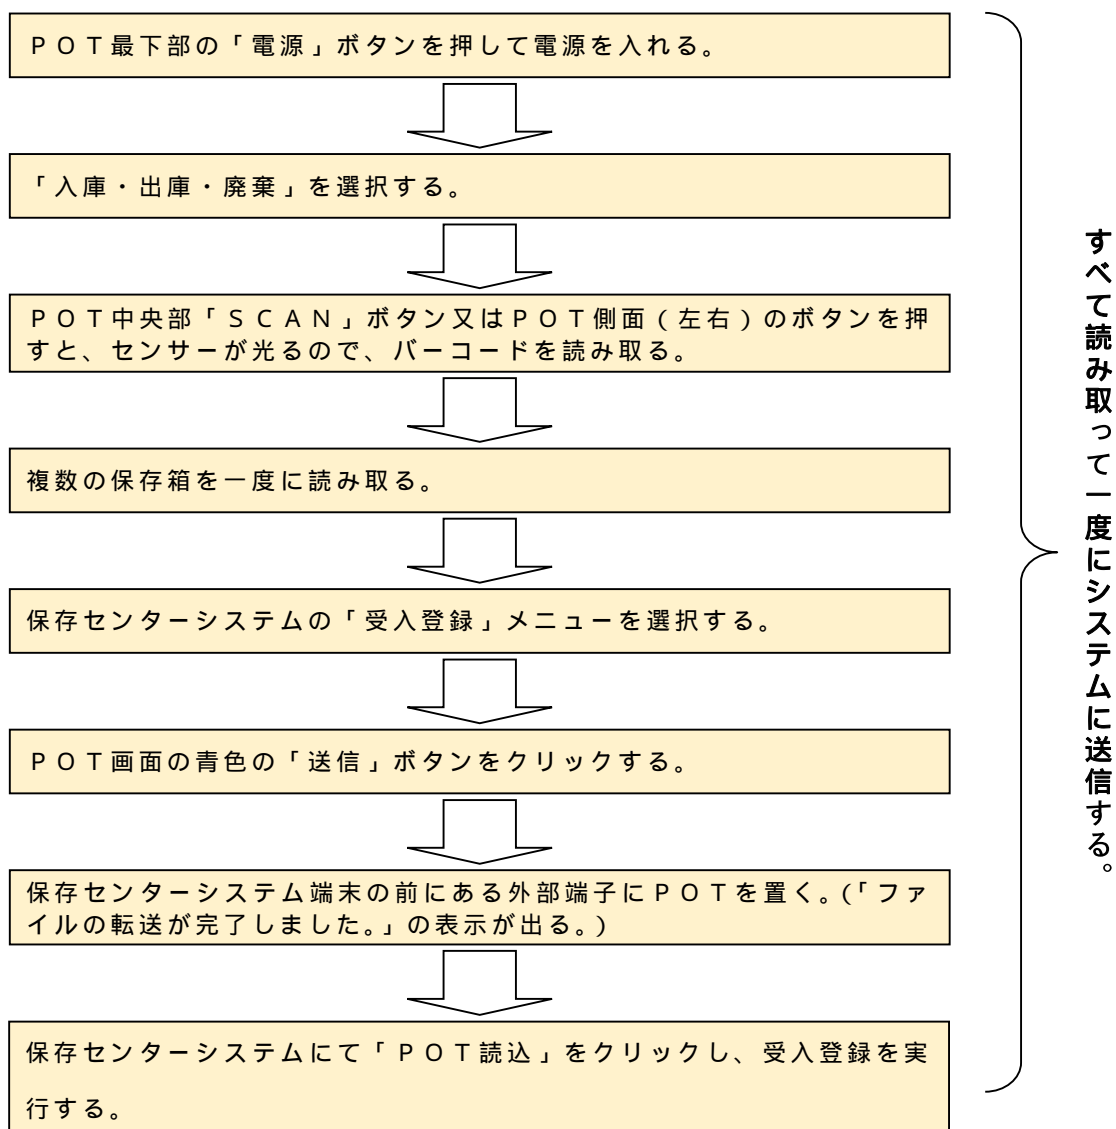 ＰＯＴ最下部の「電源」ボタンを押して電源を入れる。
「入庫・出庫・廃棄」を選択する。
ＰＯＴ中央部「ＳＣＡＮ」ボタン又はＰＯＴ側面（左右）のボタンを押
すと、センサーが光るので、バーコードを読み取る。
複数の保存箱を一度に読み取る。
保存センターシステムの「受入登録」メニューを選択する。
ＰＯＴ画面の青色の「送信」ボタンをクリックする。
保存センターシステム端末の前にある外部端子にＰＯＴを置く。（「ファ
イルの転送が完了しました。」の表示が出る。）
保存センターシステムにて「ＰＯＴ読込」をクリックし、受入登録を実
行する。
すべて読み取って一度にシステムに送信する。